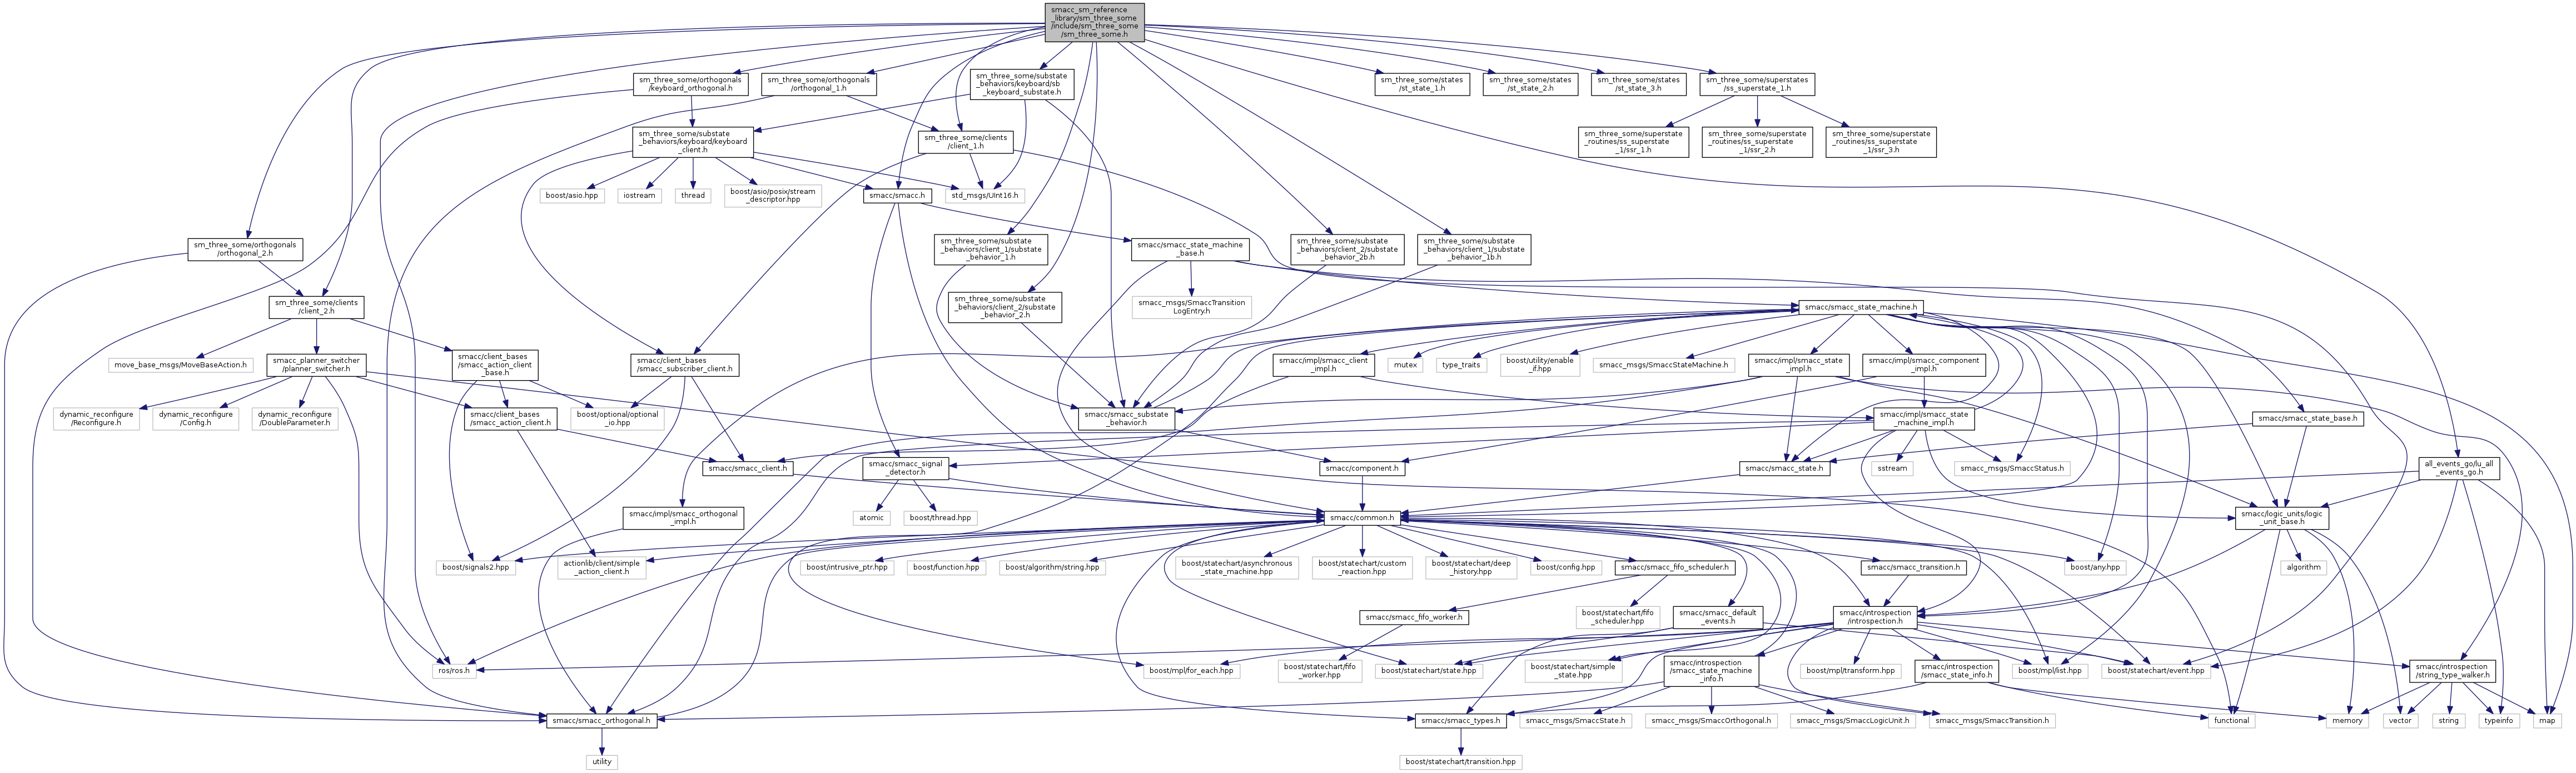 smacc_sm_reference
_library/sm_three_some
/include/sm_three_some
/sm_three_some.h
sm_three_some/orthogonals
/keyboard_orthogonal.h
sm_three_some/orthogonals
/orthogonal_1.h
sm_three_some/substate
_behaviors/keyboard/sb
_keyboard_substate.h
sm_three_some/states
/st_state_1.h
sm_three_some/states
/st_state_2.h
sm_three_some/states
/st_state_3.h
sm_three_some/superstates
/ss_superstate_1.h
sm_three_some/substate
_behaviors/keyboard/keyboard
_client.h
sm_three_some/clients
/client_1.h
sm_three_some/superstate
_routines/ss_superstate
_1/ssr_1.h
sm_three_some/superstate
_routines/ss_superstate
_1/ssr_2.h
sm_three_some/superstate
_routines/ss_superstate
_1/ssr_3.h
boost/asio.hpp
iostream
thread
boost/asio/posix/stream
_descriptor.hpp
smacc/smacc.h
std_msgs/UInt16.h
sm_three_some/orthogonals
/orthogonal_2.h
sm_three_some/substate
_behaviors/client_1/substate
_behavior_1.h
smacc/smacc_state_machine
_base.h
sm_three_some/substate
_behaviors/client_2/substate
_behavior_2b.h
sm_three_some/substate
_behaviors/client_1/substate
_behavior_1b.h
sm_three_some/clients
/client_2.h
sm_three_some/substate
_behaviors/client_2/substate
_behavior_2.h
smacc_msgs/SmaccTransition
LogEntry.h
smacc/smacc_state_machine.h
move_base_msgs/MoveBaseAction.h
smacc_planner_switcher
/planner_switcher.h
smacc/client_bases
/smacc_action_client
_base.h
smacc/client_bases
/smacc_subscriber_client.h
smacc/impl/smacc_client
_impl.h
mutex
type_traits
boost/utility/enable
_if.hpp
smacc_msgs/SmaccStateMachine.h
smacc/impl/smacc_state
_impl.h
smacc/impl/smacc_component
_impl.h
dynamic_reconfigure
/Reconfigure.h
dynamic_reconfigure
/Config.h
dynamic_reconfigure
/DoubleParameter.h
smacc/client_bases
/smacc_action_client.h
boost/optional/optional
_io.hpp
smacc/smacc_substate
_behavior.h
smacc/impl/smacc_state
_machine_impl.h
smacc/smacc_state_base.h
smacc/smacc_client.h
smacc/smacc_signal
_detector.h
smacc/component.h
smacc/smacc_state.h
sstream
smacc_msgs/SmaccStatus.h
all_events_go/lu_all
_events_go.h
smacc/impl/smacc_orthogonal
_impl.h
atomic
boost/thread.hpp
smacc/common.h
smacc/logic_units/logic
_unit_base.h
boost/signals2.hpp
actionlib/client/simple
_action_client.h
boost/intrusive_ptr.hpp
boost/function.hpp
boost/algorithm/string.hpp
boost/statechart/asynchronous
_state_machine.hpp
boost/statechart/custom
_reaction.hpp
boost/statechart/deep
_history.hpp
boost/config.hpp
smacc/smacc_fifo_scheduler.h
smacc/smacc_transition.h
boost/any.hpp
algorithm
smacc/smacc_fifo_worker.h
boost/statechart/fifo
_scheduler.hpp
smacc/smacc_default
_events.h
smacc/introspection
/introspection.h
ros/ros.h
boost/mpl/for_each.hpp
boost/statechart/fifo
_worker.hpp
boost/statechart/state.hpp
boost/statechart/simple
_state.hpp
smacc/introspection
/smacc_state_machine
_info.h
boost/mpl/transform.hpp
smacc/introspection
/smacc_state_info.h
boost/mpl/list.hpp
boost/statechart/event.hpp
smacc/introspection
/string_type_walker.h
smacc/smacc_orthogonal.h
smacc/smacc_types.h
smacc_msgs/SmaccState.h
smacc_msgs/SmaccOrthogonal.h
smacc_msgs/SmaccLogicUnit.h
smacc_msgs/SmaccTransition.h
functional
memory
vector
string
typeinfo
map
utility
boost/statechart/transition.hpp